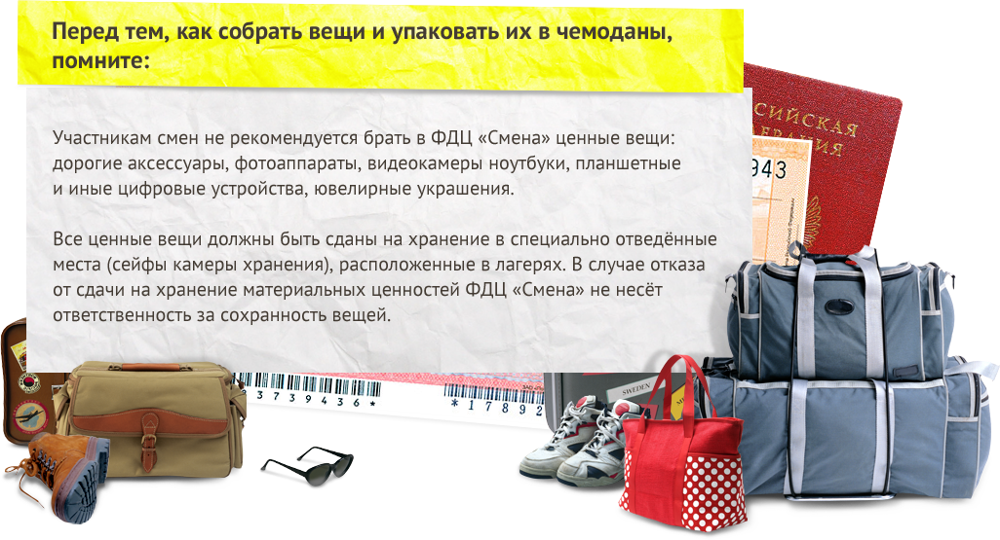 Перед тем, как собрать вещи и упаковать их в чемоданы,
помните:
Участникам смен не рекомендуется брать в ФДЦ «Смена» ценные вещи:
дорогие аксессуары, фотоаппараты, видеокамеры ноутбуки, планшетные
и иные цифровые устройства, ювелирные украшения.
Все ценные вещи должны быть сданы на хранение в специально отведённые
места (сейфы камеры хранения), расположенные в лагерях. В случае отказа
от сдачи на хранение материальных ценностей ФДЦ «Смена» не несёт
ответственность за сохранность вещей.
СИЙСКАЯ
ЕРАЦИЯ
943
SWEDEN
3739436*
*17892